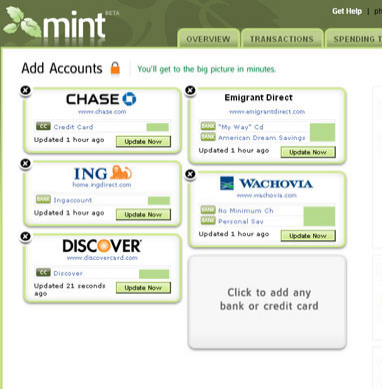 mint BETA
Get Help | ph
OVERVIEW TRANSACTIONS SPENDING T
Add Accounts You'll get to the big picture in minutes.
CHASE
www.chase.com
CC Credit Card
Updated 1 hour ago Update Now
Emigrant Direct
www.emigrantdirect.com
BANK "My Way" Cd
BANK American Dream Savings
Updated 1 hour ago Update Now
ING
home.ingdirect.com
BANK Ingaccount
Updated 1 hour ago Update Now
WACHOVIA
www.wachovia.com
BANK No Minimum Ch
BANK Personal Sav
Updated 1 hour ago Update Now
DISCOVER
www.discovercard.com
CC Discover
Updated 21 seconds
ago Update Now
Click to add any
bank or credit card